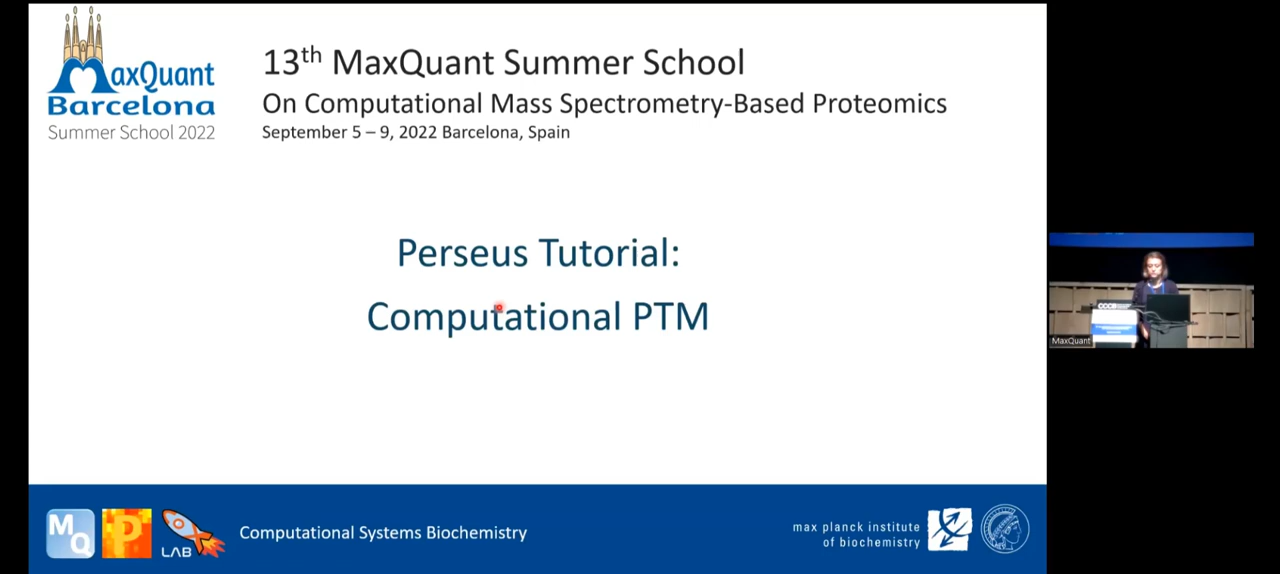 MaxQuant
Barcelona
Summer School 2022
13th MaxQuant Summer School
On Computational Mass Spectrometry-Based Proteomics
September 5 – 9, 2022 Barcelona, Spain
Perseus Tutorial:
Computational PTM
MaxQuant
MQ
P
LAB
Computational Systems Biochemistry
max planck institute
of biochemistry